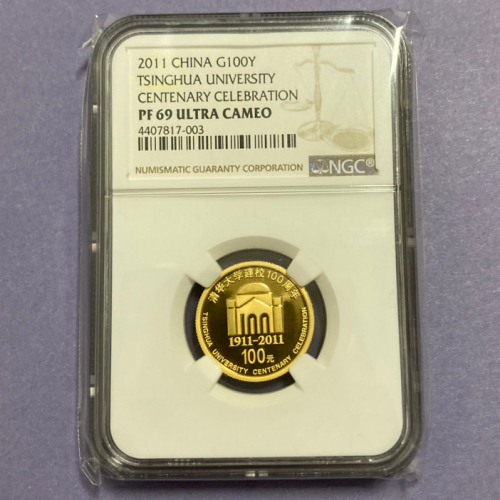 2011 CHINA G100Y
TSINGHUA UNIVERSITY
CENTENARY CELEBRATION
PF 69 ULTRA CAMEO
4407817-003
NUMISMATIC GUARANTY CORPORATION
NGC®
清华大学建校100周年
1911-2011
100元
TSINGHUA UNIVERSITY CENTENARY CELEBRATION